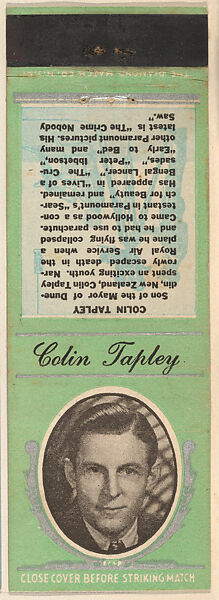 THE DIAMOND MATCH CO. N.Y.C.
COLIN TAPLEY
Son of the Mayor of Dune-
din, New Zealand, Colin Tapley
spent an exciting youth. Nar-
rowly escaped death in the
Royal Air Service when a
plane he was flying collapsed
and he had to use parachute.
Came to Hollywood as a con-
testant in Paramount's "Sear-
ch for Beauty" and remained.
Has appeared in "Lives of a
Bengal Lancer," "The Cru-
sades," "Peter Ibbetson,"
"Early to Bed" and many
other Paramount pictures. His
latest is "The Crime Nobody
Saw."
Colin Tapley
CLOSE COVER BEFORE STRIKING MATCH